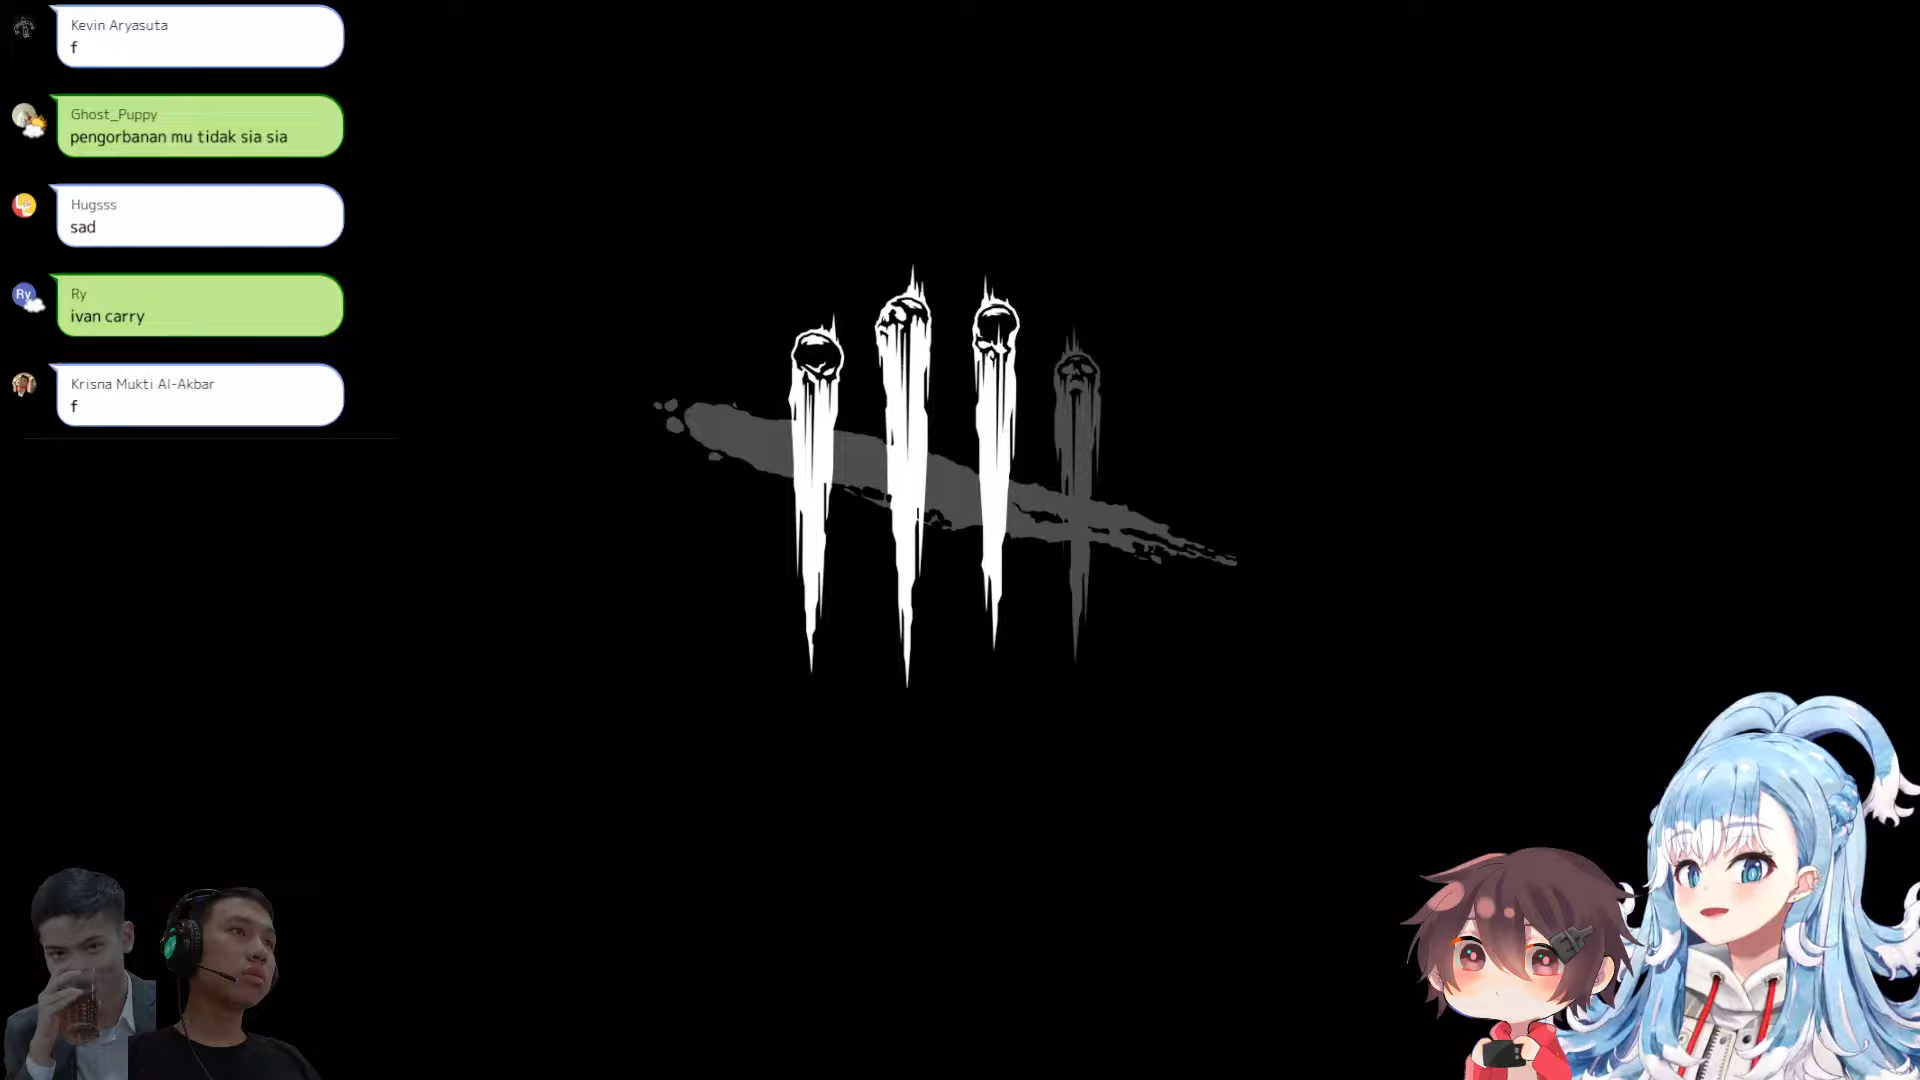 Kevin Aryasuta
f
Ghost_Puppy
pengorbanan mu tidak sia sia
Hugsss
sad
Ry
Ry
ivan carry
Krisna Mukti Al-Akbar
f